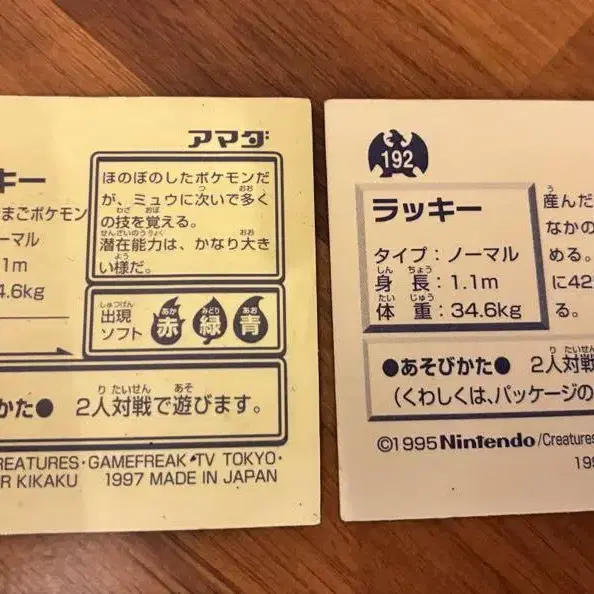 アマダ
キー
たまごポケモン
ーマル
1m
4.6kg
ほのぼのしたポケモンだ
が、ミュウに次いで多く
の技を覚える。
潜在能力は、かなり大き
い様だ。
出現
ソフト
赤 緑 青
かた● 2人対戦で遊びます。
REATURES・GAMEFREAK・TV TOKYO・
R KIKAKU 1997 MADE IN JAPAN
192
ラッキー
タイプ:ノーマル
身長:1.1m
体重:34.6kg
産んだ
なかの
める。
に42
る。
●あそびかた● 2人対戦
(くわしくは、パッケージの
©1995 Nintendo/Creatures
199